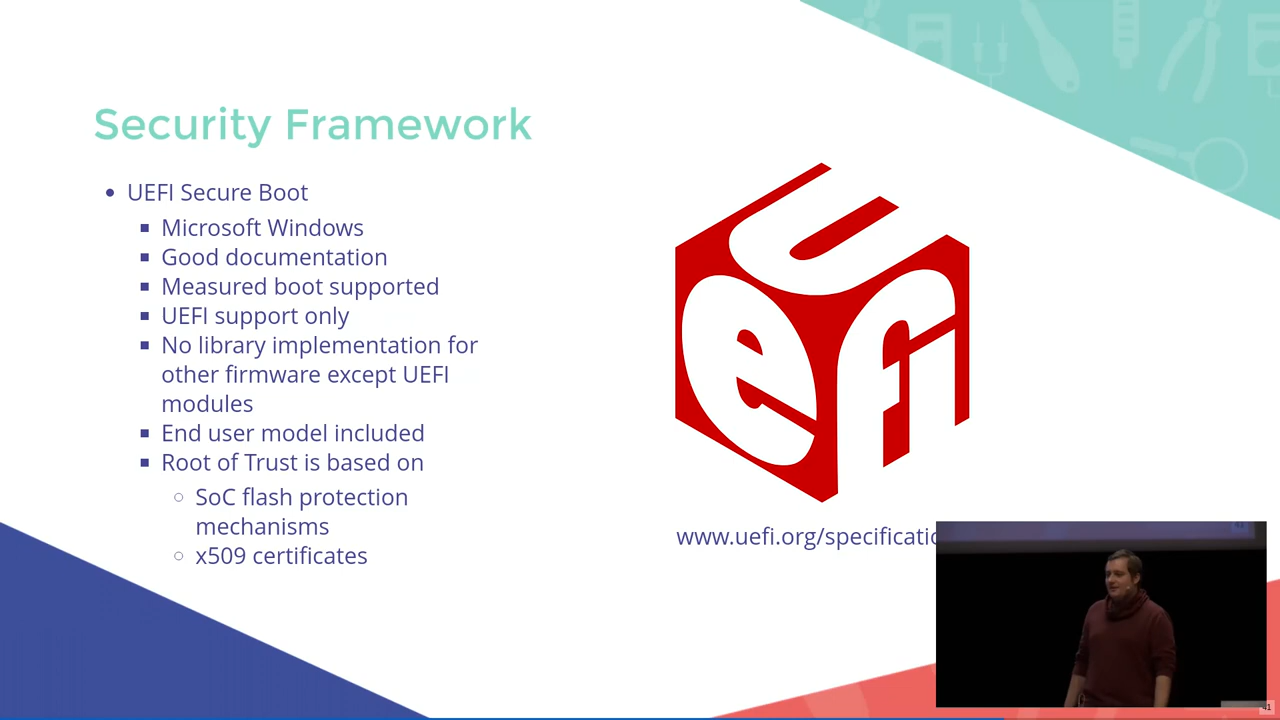 Security Framework
UEFI Secure Boot
Microsoft Windows
Good documentation
Measured boot supported
UEFI support only
No library implementation for
other firmware except UEFI
modules
End user model included
Root of Trust is based on
SoC flash protection
mechanisms
x509 certificates
uefi
www.uefi.org/specificatio
41